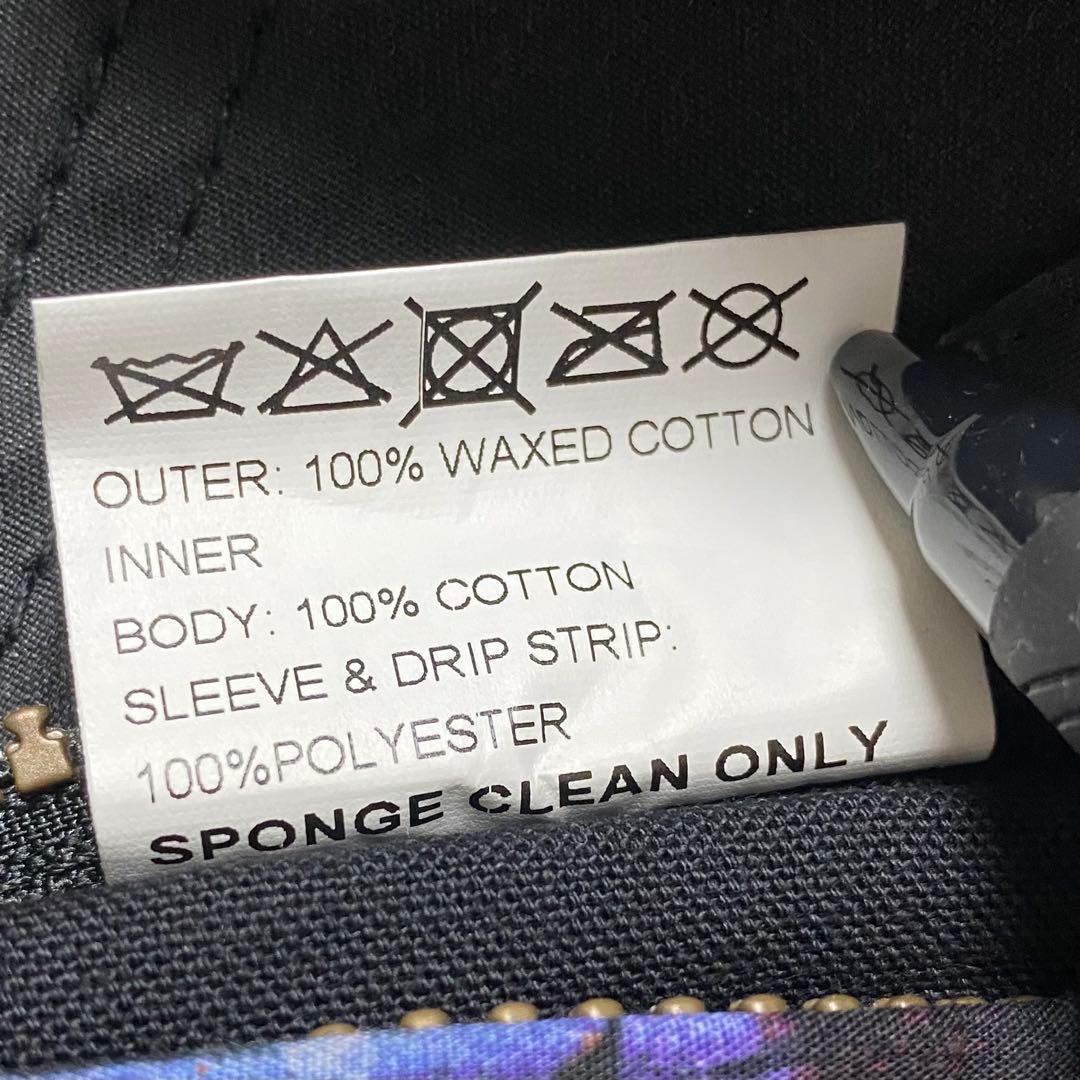 OUTER: 100% WAXED COTTON
INNER
BODY: 100% COTTON
SLEEVE & DRIP STRIP:
100%POLYESTER
SPONGE CLEAN ONLY